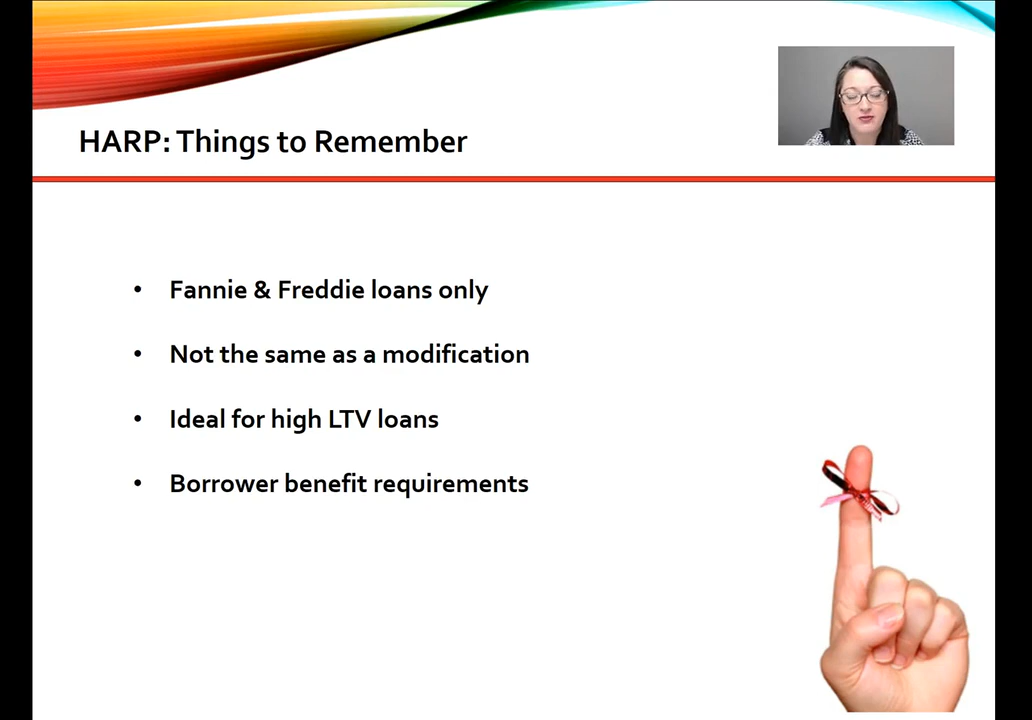 HARP: Things to Remember
• Fannie & Freddie loans only
• Not the same as a modification
• Ideal for high LTV loans
• Borrower benefit requirements